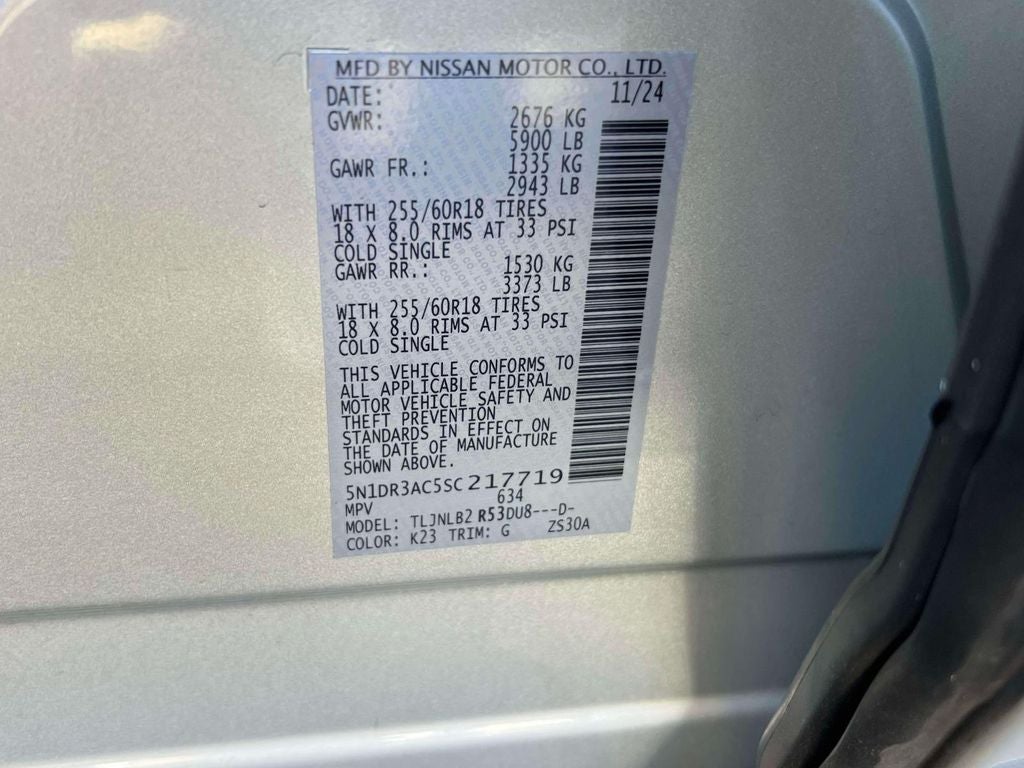 MFD BY NISSAN MOTOR CO., LTD.
DATE: 11/24
GVWR: 2676 KG
5900 LB
GAWR FR.: 1335 KG
2943 LB
WITH 255/60R18 TIRES
18 X 8.0 RIMS AT 33 PSI
COLD SINGLE
GAWR RR.: 1530 KG
3373 LB
WITH 255/60R18 TIRES
18 X 8.0 RIMS AT 33 PSI
COLD SINGLE
THIS VEHICLE CONFORMS TO
ALL APPLICABLE FEDERAL
MOTOR VEHICLE SAFETY AND
THEFT PREVENTION
STANDARDS IN EFFECT ON
THE DATE OF MANUFACTURE
SHOWN ABOVE.
5N1DR3AC5SC217719
MPV 634
MODEL: TLJNLB2 R53DU8---D-
COLOR: K23 TRIM: G ZS30A